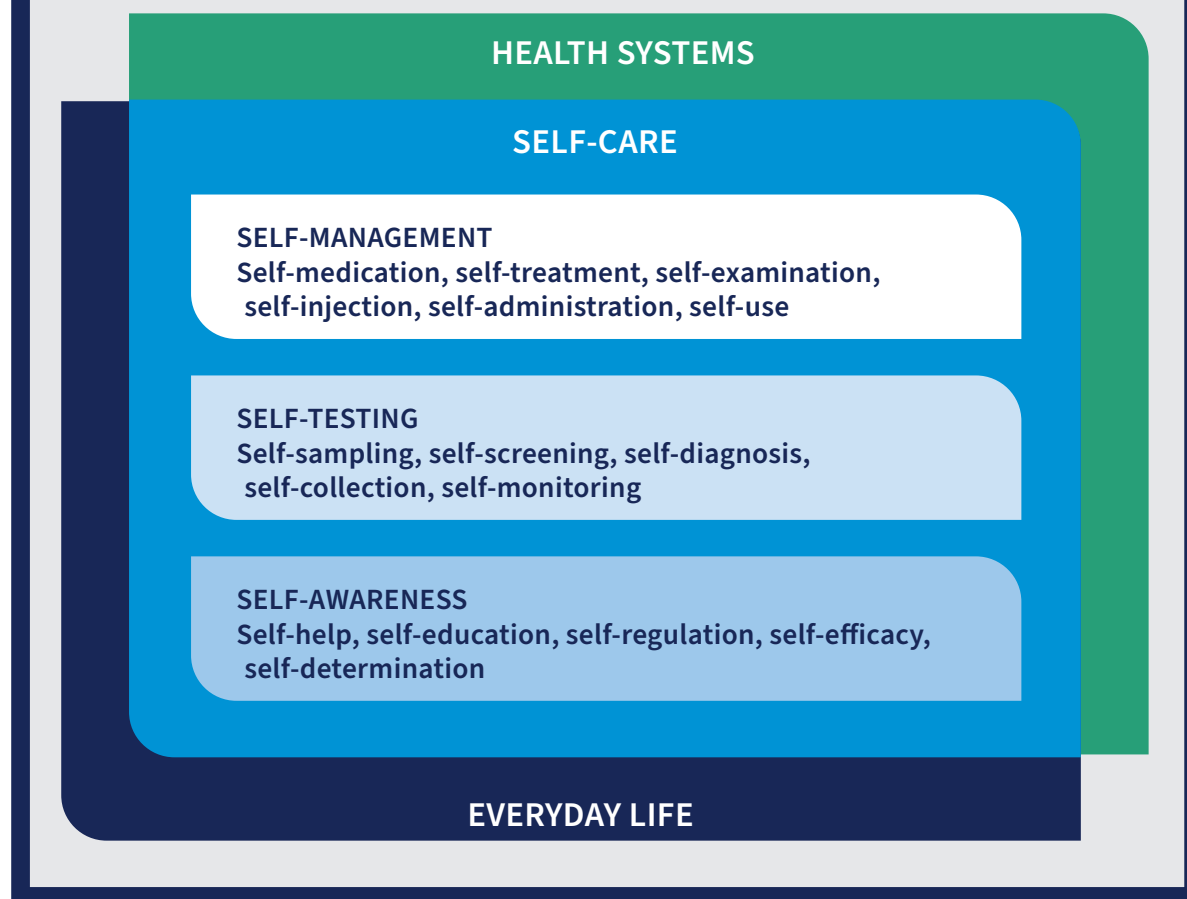 HEALTH SYSTEMS
SELF-CARE
SELF-MANAGEMENT
Self-medication, self-treatment, self-examination,
self-injection, self-administration, self-use
SELF-TESTING
Self-sampling, self-screening, self-diagnosis,
self-collection, self-monitoring
SELF-AWARENESS
Self-help, self-education, self-regulation, self-efficacy,
self-determination
EVERYDAY LIFE